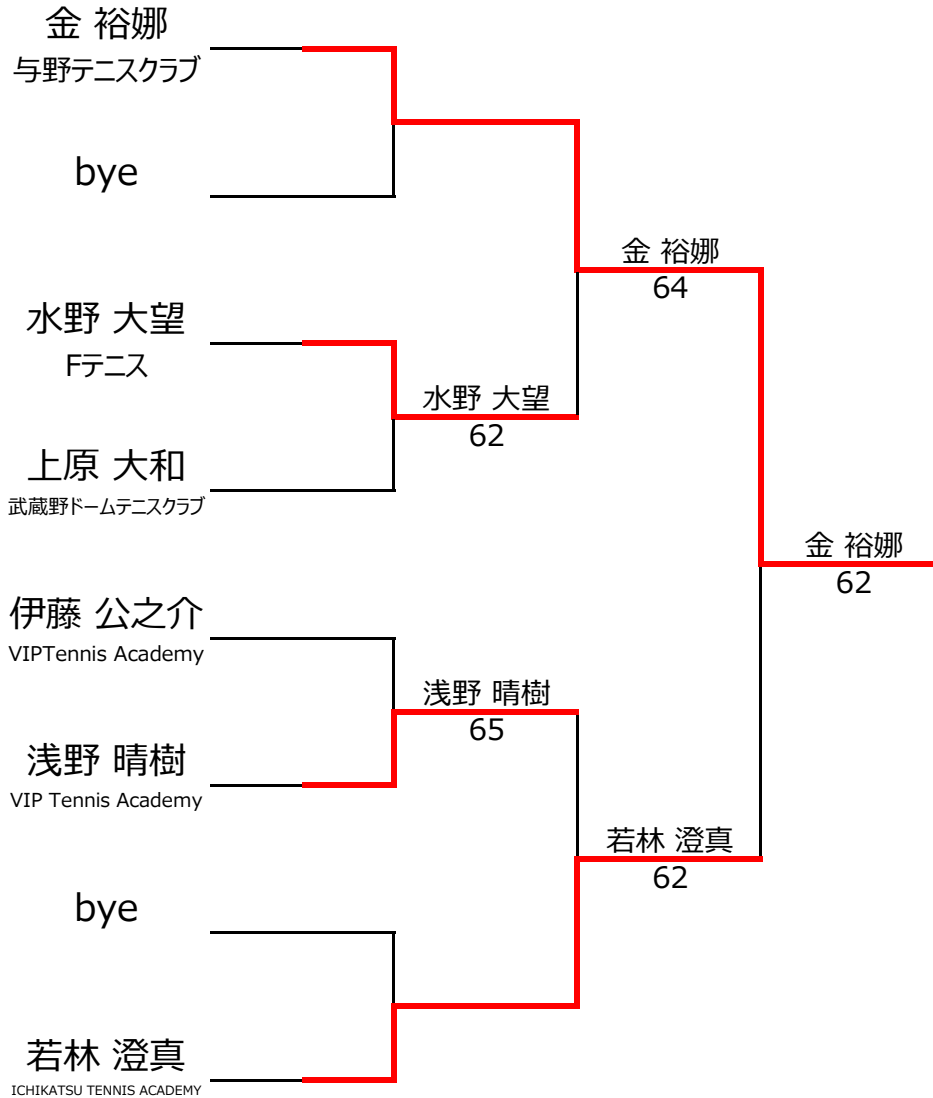 金 裕娜
与野テニスクラブ
bye
水野 大望
Fテニス
上原 大和
武蔵野ドームテニスクラブ
伊藤 公之介
VIPTennis Academy
浅野 晴樹
VIP Tennis Academy
bye
若林 澄真
ICHIKATSU TENNIS ACADEMY
水野 大望
62
浅野 晴樹
65
金 裕娜
64
若林 澄真
62
金 裕娜
62